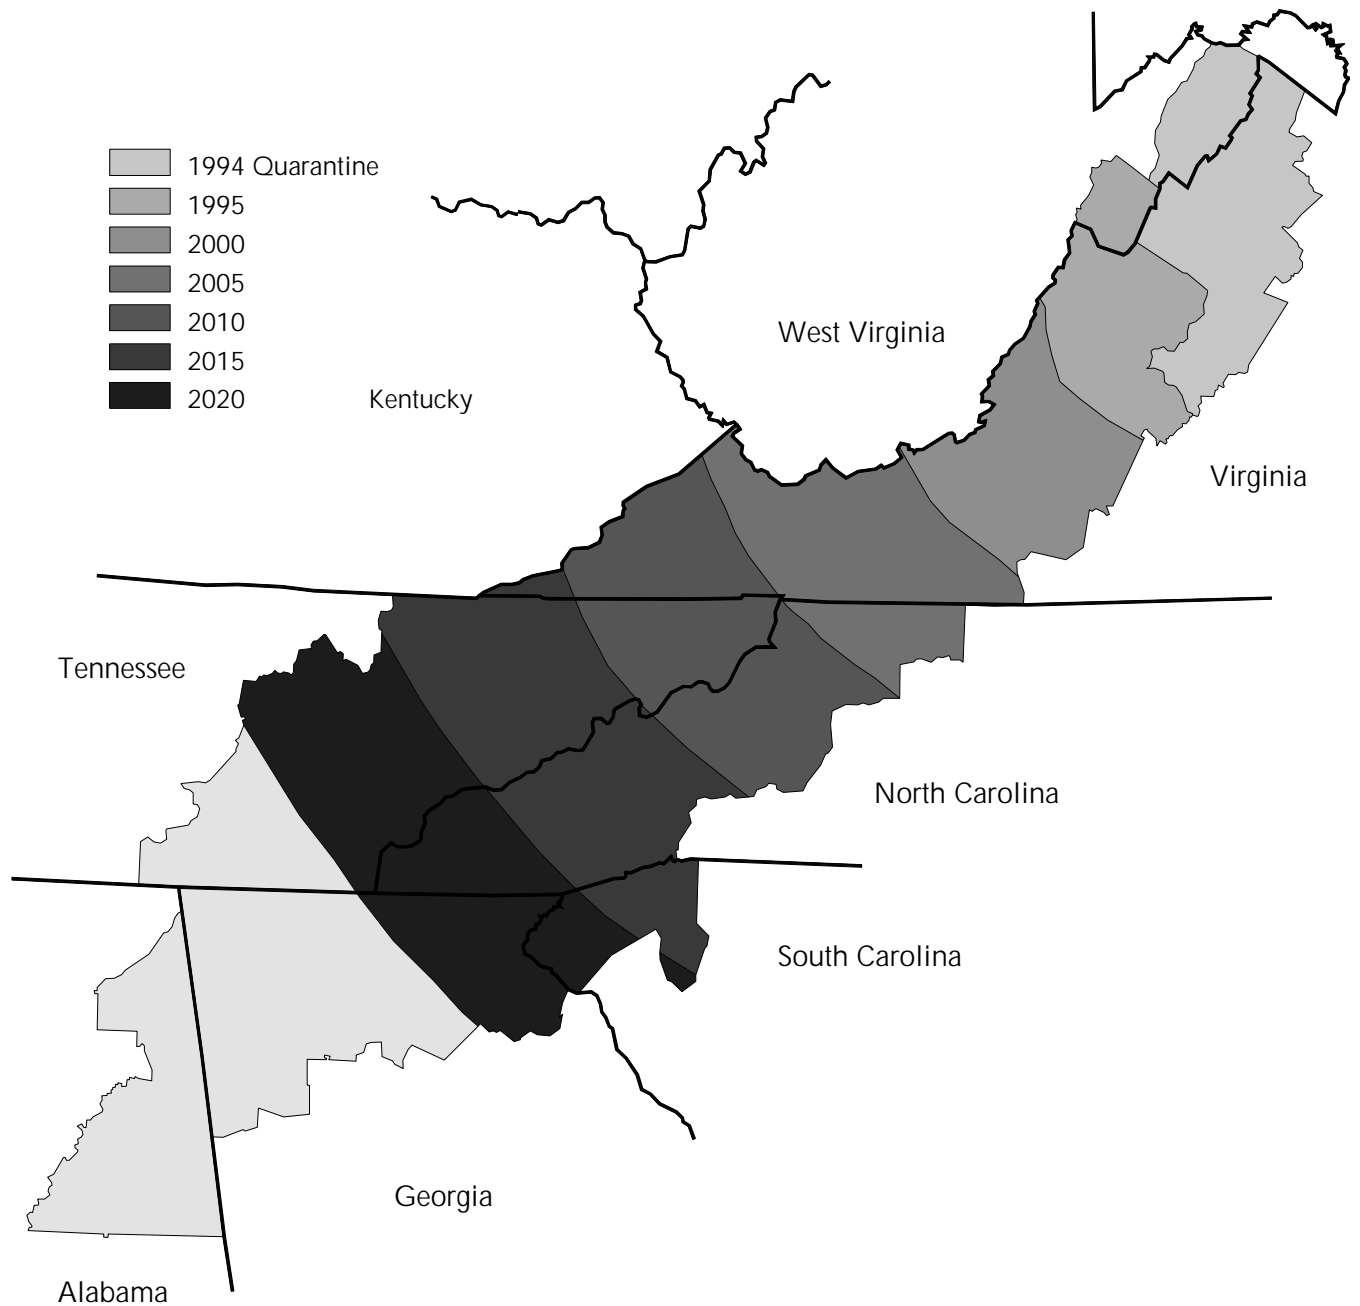 1994 Quarantine
1995
2000
2005
2010
2015
2020
West Virginia
Kentucky
Virginia
Tennessee
North Carolina
South Carolina
Georgia
Alabama